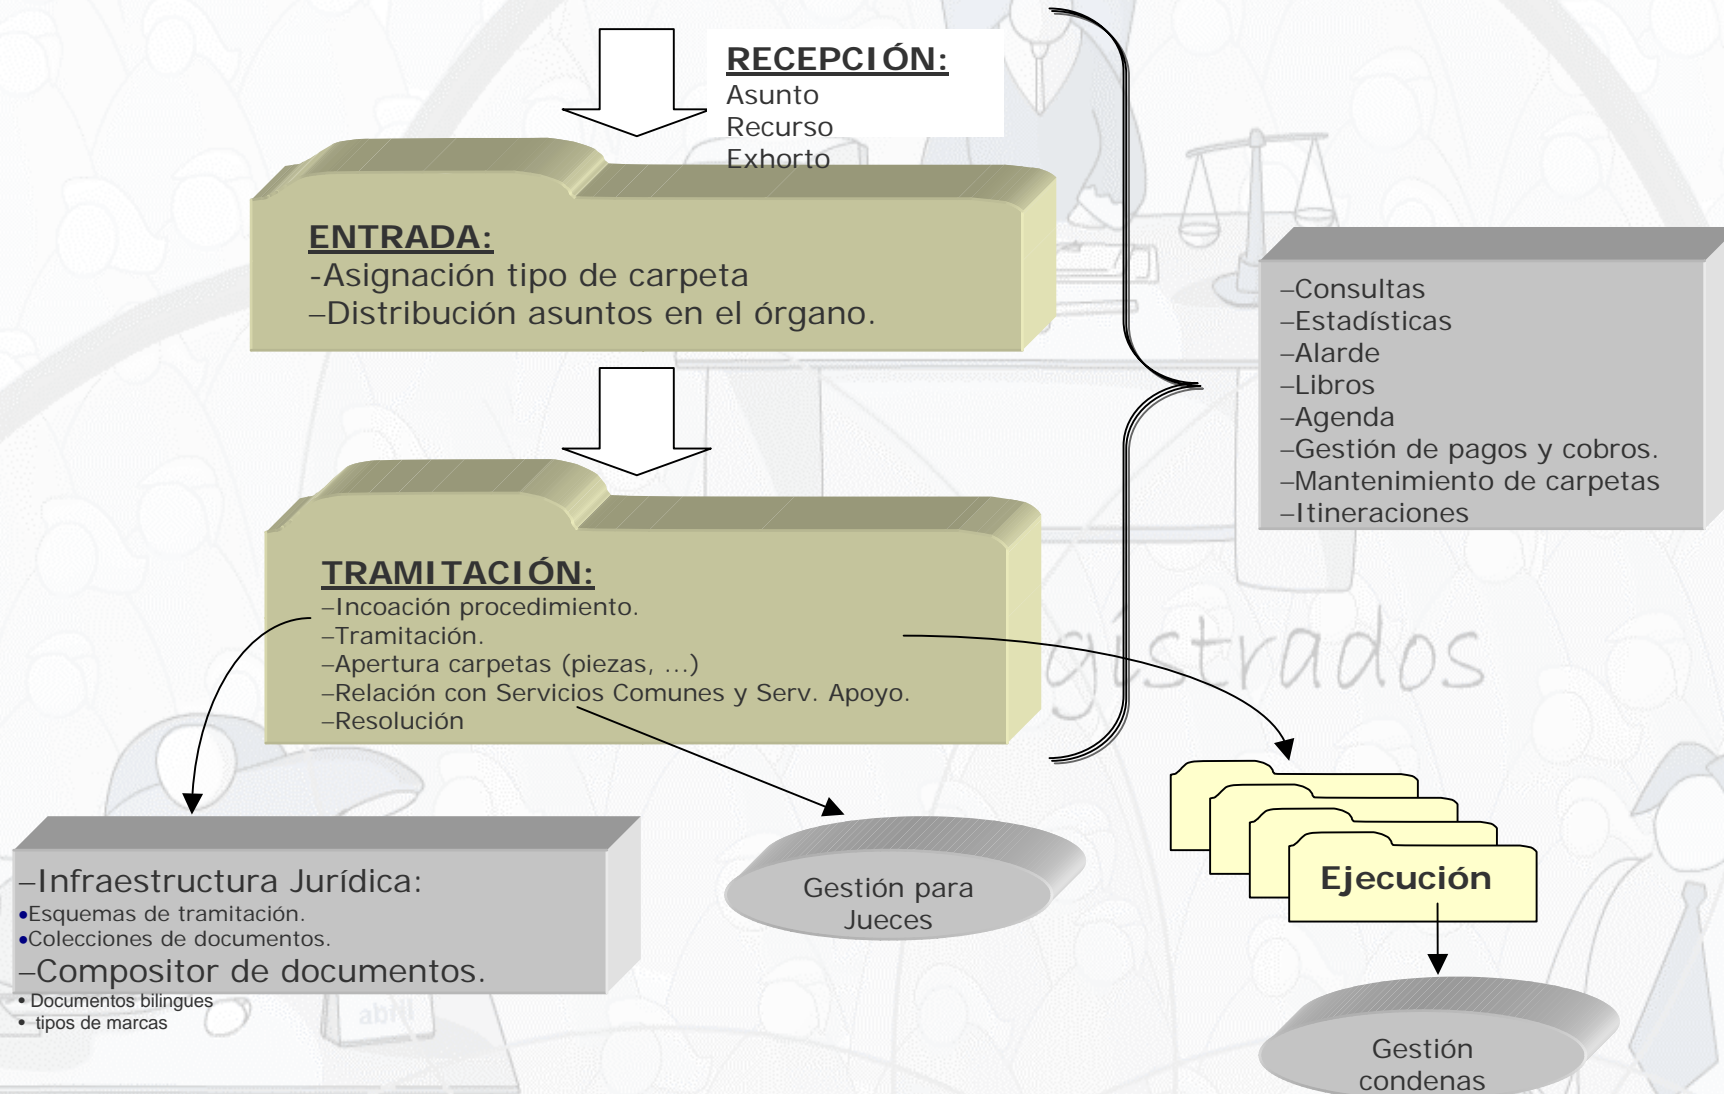 RECEPCIÓN:
Asunto
Recurso
Exhorto
ENTRADA:
-Asignación tipo de carpeta
–Distribución asuntos en el órgano.
–Consultas
–Estadísticas
–Alarde
–Libros
–Agenda
–Gestión de pagos y cobros.
–Mantenimiento de carpetas
–Itineraciones
TRAMITACIÓN:
–Incoación procedimiento.
–Tramitación.
–Apertura carpetas (piezas, ...)
–Relación con Servicios Comunes y Serv. Apoyo.
–Resolución
gistrados
–Infraestructura Jurídica:
•Esquemas de tramitación.
•Colecciones de documentos.
–Compositor de documentos.
• Documentos bilingues
• tipos de marcas
abril
Gestión para
Jueces
Ejecución
Gestión
condenas